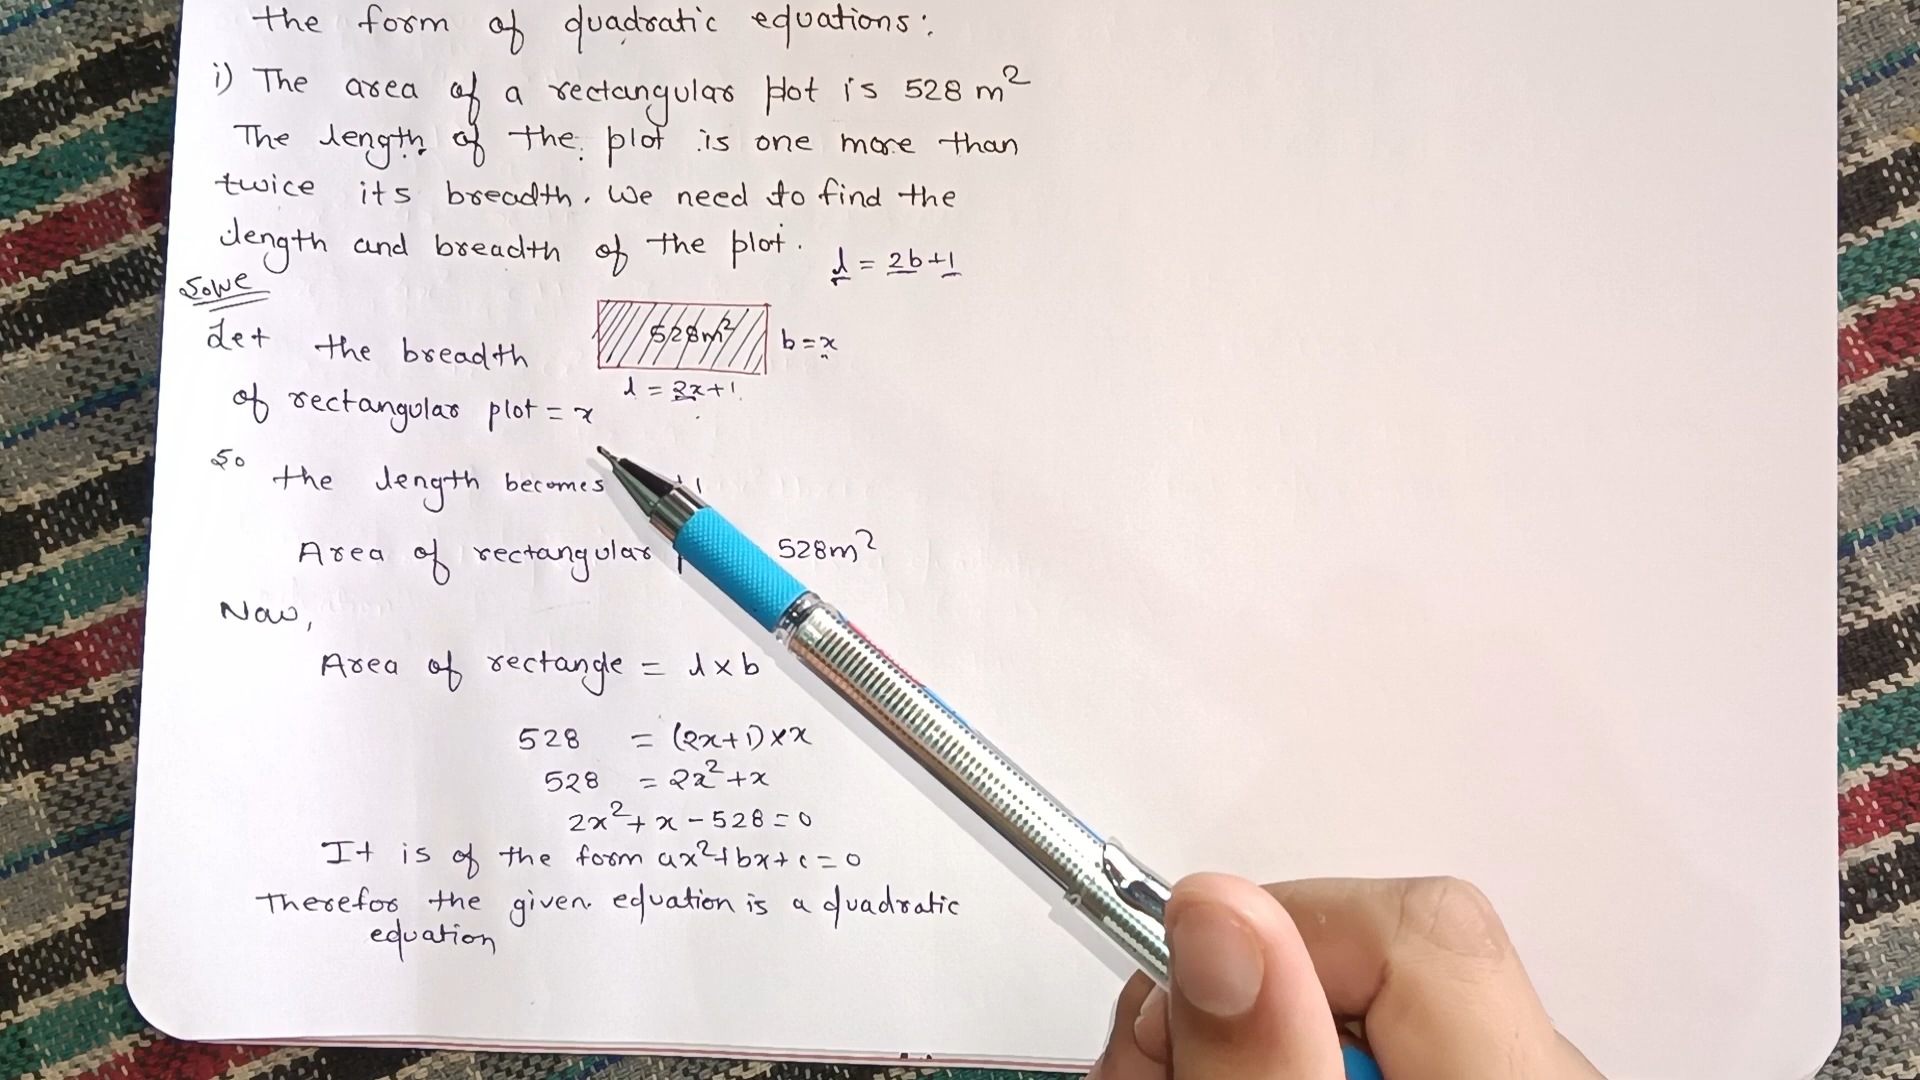 the form of quadratic equations:
i) The area of a rectangular plot is 528 m²
The length of the plot is one more than
twice its breadth. We need to find the
length and breadth of the plot.
l = 2b+1
Solve
528m²
b = x
l = 2x+1
Let the breadth
of rectangular plot = x
So
the length becomes +1
Area of rectangular 528m²
Now,
Area of rectangle = l × b
528 = (2x+1)×x
528 = 2x²+x
2x²+x-528=0
It is of the form ax²+bx+c=0
Therefor the given equation is a quadratic
equation